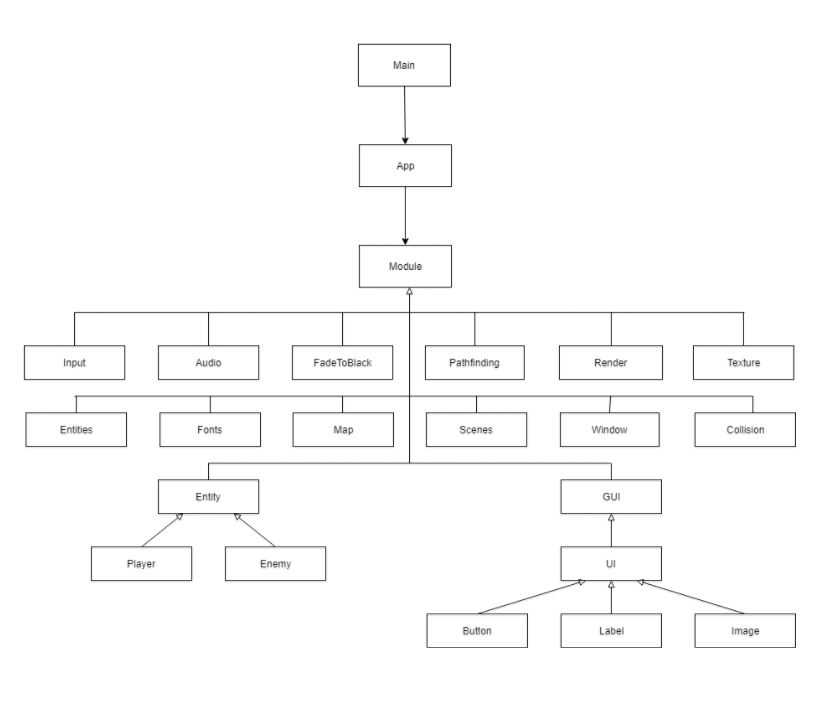 Main
App
Module
Input
Audio
FadeToBlack
Pathfinding
Render
Texture
Entities
Fonts
Map
Scenes
Window
Collision
Entity
GUI
Player
Enemy
UI
Button
Label
Image